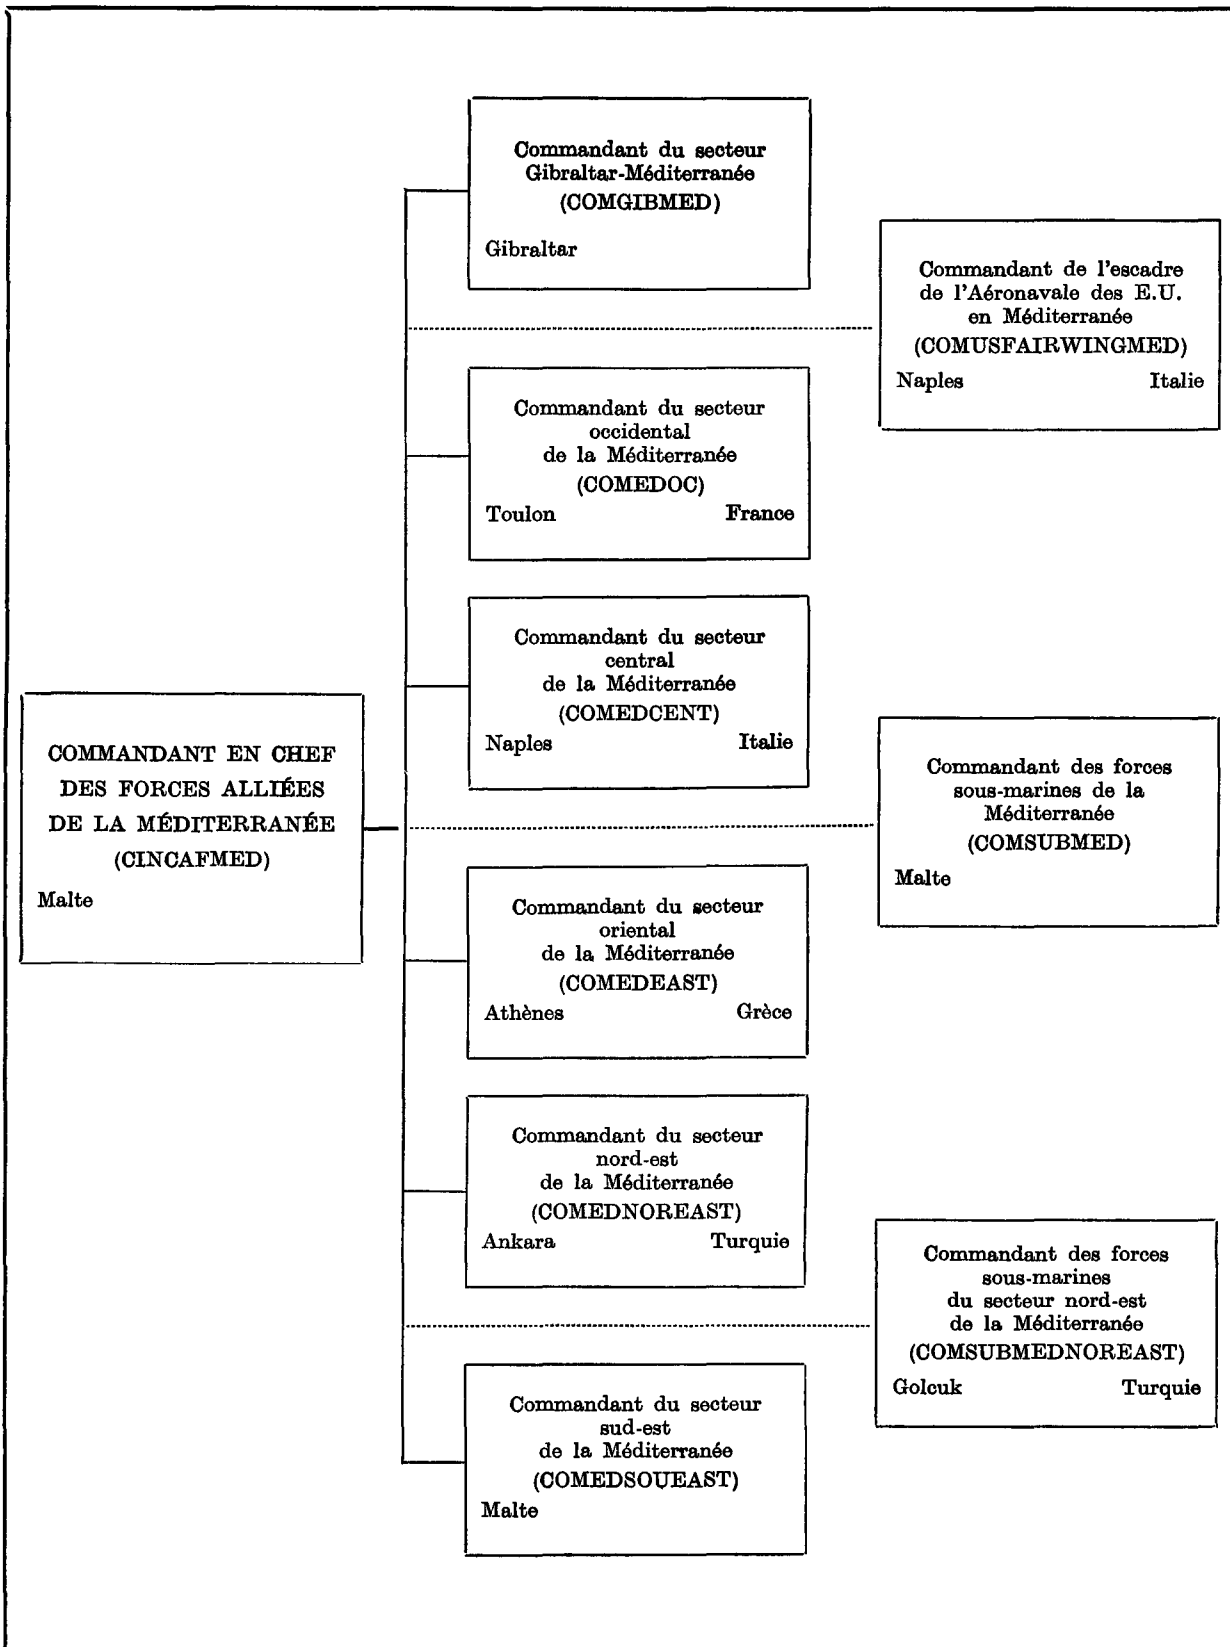 COMMANDANT EN CHEF
DES FORCES ALLIÉES
DE LA MÉDITERRANÉE
(CINCAFMED)
Malte
Commandant du secteur
Gibraltar-Méditerranée
(COMGIBMED)
Gibraltar
Commandant de l'escadre
de l'Aéronavale des E.U.
en Méditerranée
(COMUSFAIRWINGMED)
Naples Italie
Commandant du secteur
occidental
de la Méditerranée
(COMEDOC)
Toulon France
Commandant du secteur
central
de la Méditerranée
(COMEDCENT)
Naples Italie
Commandant des forces
sous-marines de la
Méditerranée
(COMSUBMED)
Malte
Commandant du secteur
oriental
de la Méditerranée
(COMEDEAST)
Athènes Grèce
Commandant du secteur
nord-est
de la Méditerranée
(COMEDNOREAST)
Ankara Turquie
Commandant des forces
sous-marines
du secteur nord-est
de la Méditerranée
(COMSUBMEDNOREAST)
Golcuk Turquie
Commandant du secteur
sud-est
de la Méditerranée
(COMEDSOUEAST)
Malte